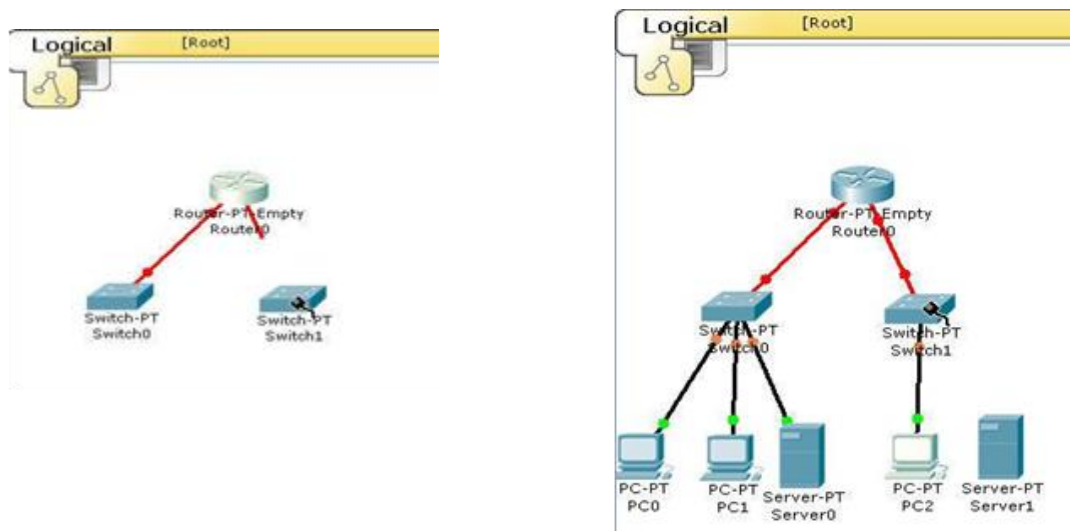 Logical [Root]
Router-PT-Empty
Router0
Switch-PT
Switch0
Switch-PT
Switch1
Logical [Root]
Router-PT-Empty
Router0
Switch-PT
Switch0
Switch-PT
Switch1
PC-PT
PC0
PC-PT
PC1
Server-PT
Server0
PC-PT
PC2
Server-PT
Server1